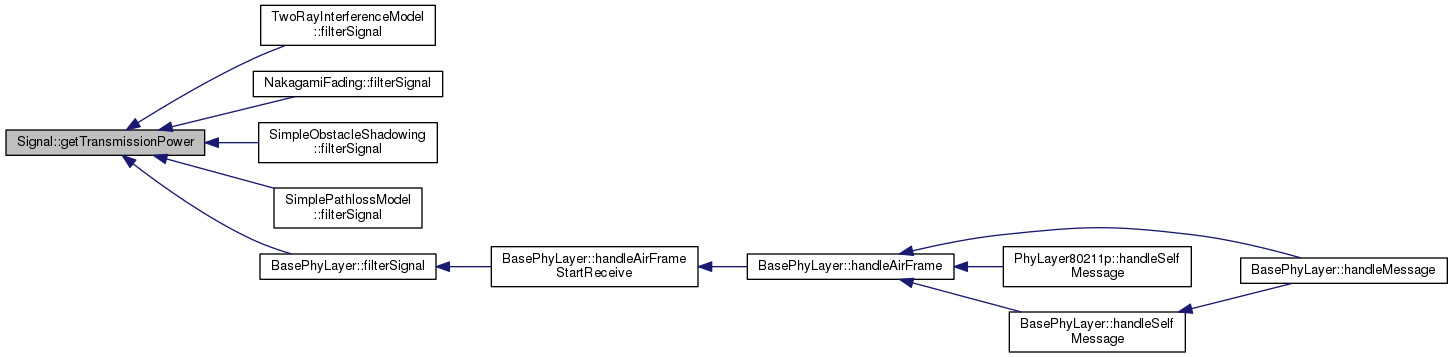 TwoRayInterferenceModel
::filterSignal
NakagamiFading::filterSignal
Signal::getTransmissionPower
SimpleObstacleShadowing
::filterSignal
SimplePathlossModel
::filterSignal
BasePhyLayer::filterSignal
BasePhyLayer::handleAirFrame
StartReceive
BasePhyLayer::handleAirFrame
PhyLayer80211p::handleSelf
Message
BasePhyLayer::handleMessage
BasePhyLayer::handleSelf
Message